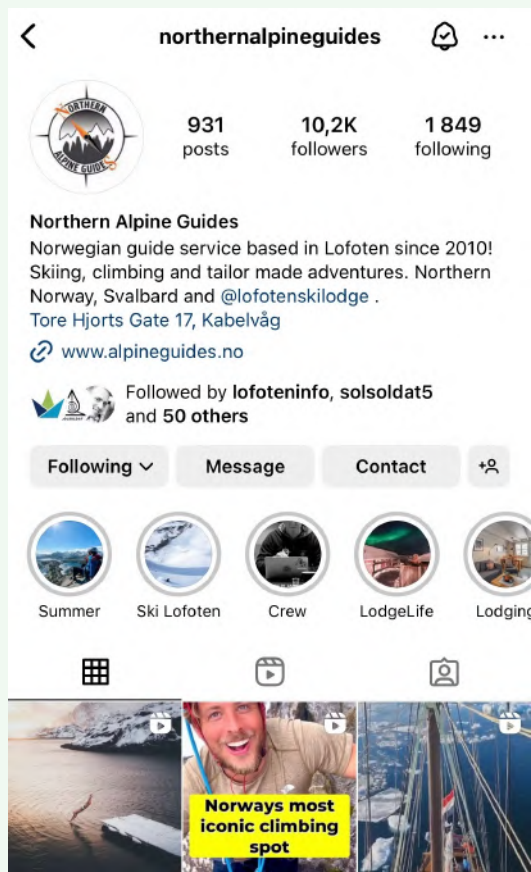 northernalpineguides
NORTHERN
ALPINE GUIDES
931
posts
10,2K
followers
1 849
following
Northern Alpine Guides
Norwegian guide service based in Lofoten since 2010!
Skiing, climbing and tailor made adventures. Northern
Norway, Svalbard and @lofotenskilodge .
Tore Hjorts Gate 17, Kabelvåg
www.alpineguides.no
Followed by lofoteninfo, solsoldat5
and 50 others
Following
Message
Contact
Summer
Ski Lofoten
Crew
LodgeLife
Lodging
Norways most
iconic climbing
spot